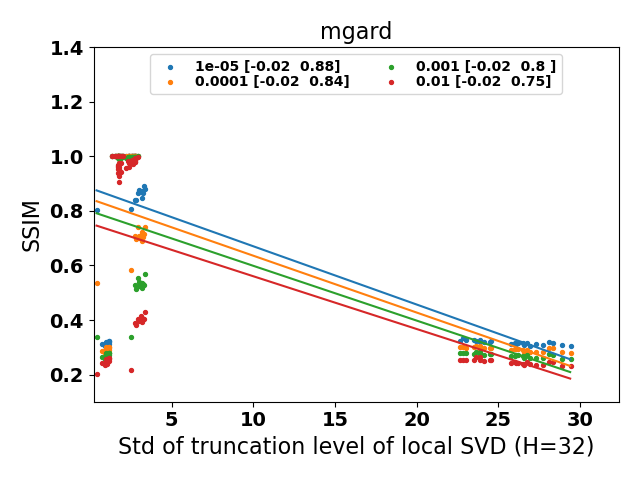 mgard
1e-05 [-0.02  0.88]
0.0001 [-0.02  0.84]
0.001 [-0.02  0.8 ]
0.01 [-0.02  0.75]
SSIM
1.4
1.2
1.0
0.8
0.6
0.4
0.2
5 10 15 20 25 30
Std of truncation level of local SVD (H=32)